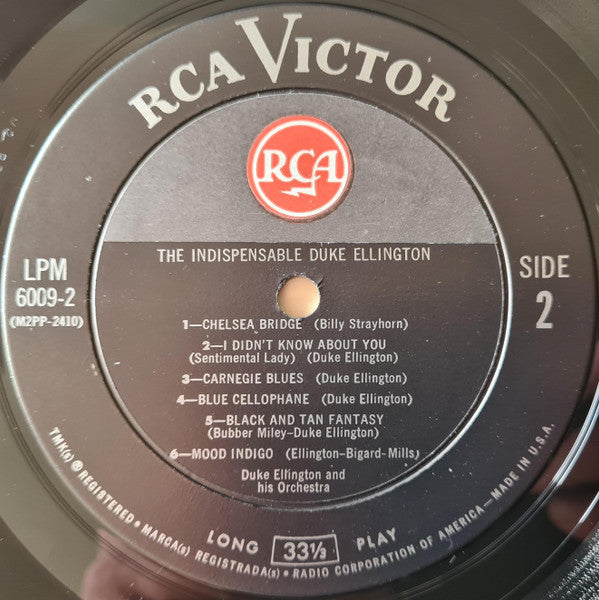 RCA VICTOR
RCA
THE INDISPENSABLE DUKE ELLINGTON
LPM
6009-2
(M2PP-2410)
SIDE
2
1—CHELSEA BRIDGE (Billy Strayhorn)
2—I DIDN'T KNOW ABOUT YOU
(Sentimental Lady) (Duke Ellington)
3—CARNEGIE BLUES (Duke Ellington)
4—BLUE CELLOPHANE (Duke Ellington)
5—BLACK AND TAN FANTASY
(Bubber Miley–Duke Ellington)
6—MOOD INDIGO (Ellington–Bigard–Mills)
Duke Ellington and
his Orchestra
LONG 33⅓ PLAY
TMK(s) ® REGISTERED • MARCA(s) REGISTRADA(s) • RADIO CORPORATION OF AMERICA—MADE IN U.S.A.